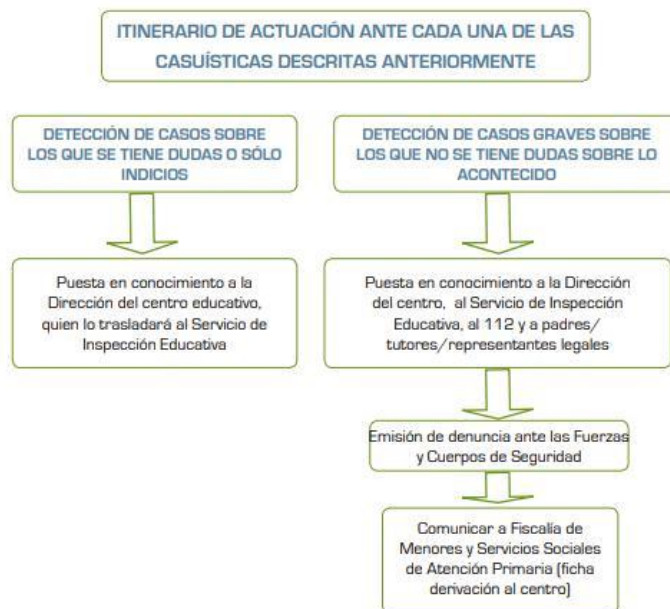 ITINERARIO DE ACTUACIÓN ANTE CADA UNA DE LAS
CASUÍSTICAS DESCRITAS ANTERIORMENTE
DETECCIÓN DE CASOS SOBRE
LOS QUE SE TIENE DUDAS O SÓLO
INDICIOS
Puesta en conocimiento a la
Dirección del centro educativo,
quien lo trasladará al Servicio de
Inspección Educativa
DETECCIÓN DE CASOS GRAVES SOBRE
LOS QUE NO SE TIENE DUDAS SOBRE LO
ACONTECIDO
Puesta en conocimiento a la Dirección
del centro, al Servicio de Inspección
Educativa, al 112 y a padres/
tutores/representantes legales
Emisión de denuncia ante las Fuerzas
y Cuerpos de Seguridad
Comunicar a Fiscalía de
Menores y Servicios Sociales
de Atención Primaria (ficha
derivación al centro)